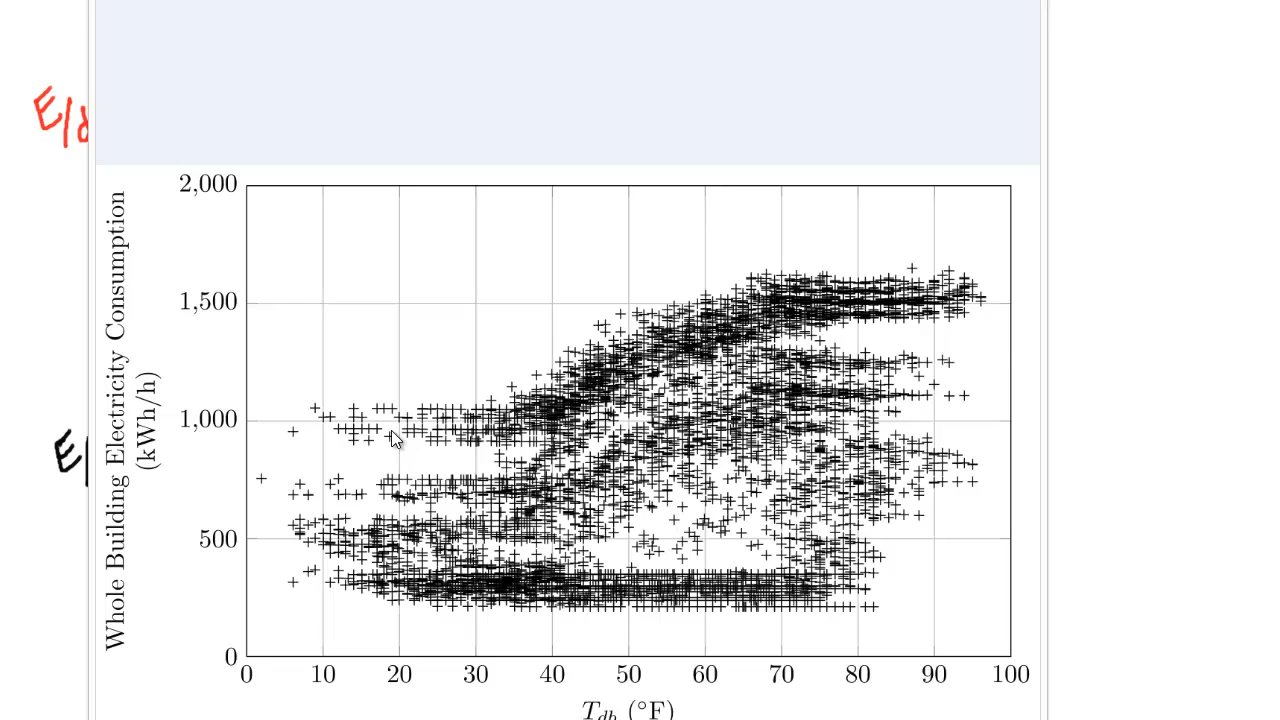 E/
2,000
1,500
1,000
500
0
0 10 20 30 40 50 60 70 80 90 100
Whole Building Electricity Consumption
(kWh/h)
T_db (°F)
E/